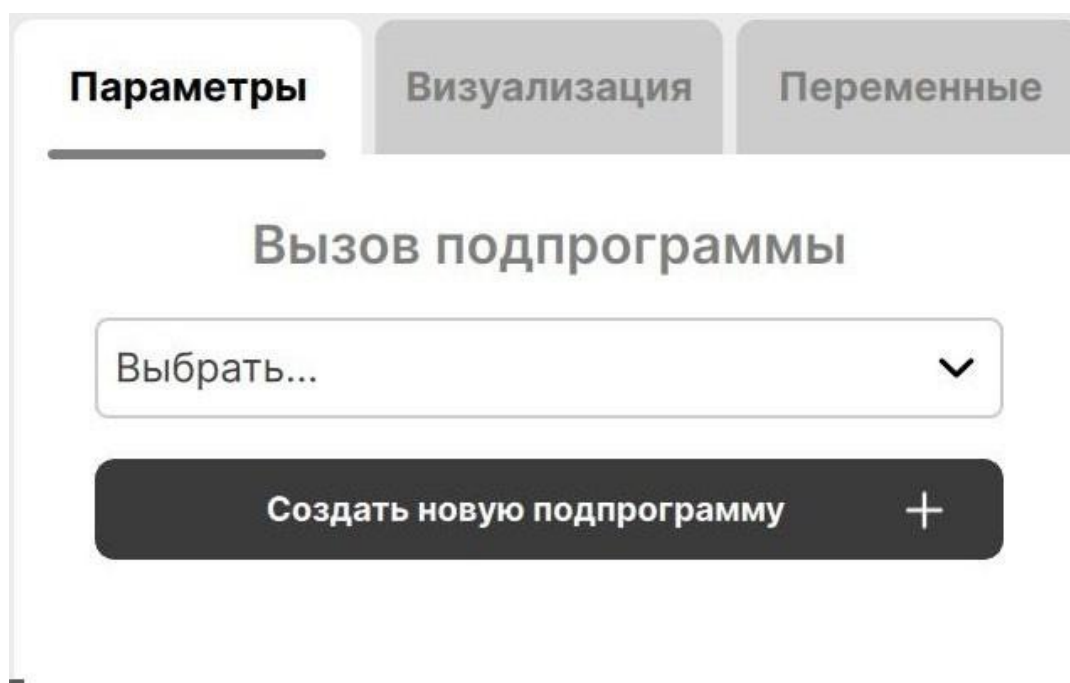 Параметры Визуализация Переменные
Вызов подпрограммы
Выбрать...
Создать новую подпрограмму